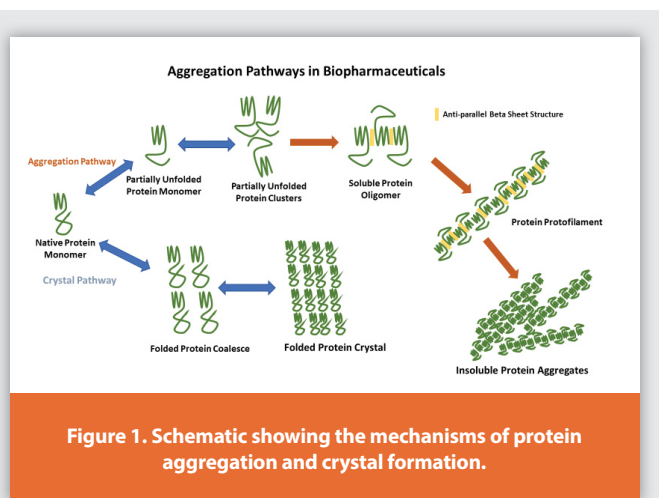 Aggregation Pathways in Biopharmaceuticals
Anti-parallel Beta Sheet Structure
Aggregation Pathway
Partially Unfolded
Protein Monomer
Partially Unfolded
Protein Clusters
Soluble Protein
Oligomer
Protein Protofilament
Native Protein
Monomer
Crystal Pathway
Folded Protein Coalesce
Folded Protein Crystal
Insoluble Protein Aggregates
Figure 1. Schematic showing the mechanisms of protein
aggregation and crystal formation.